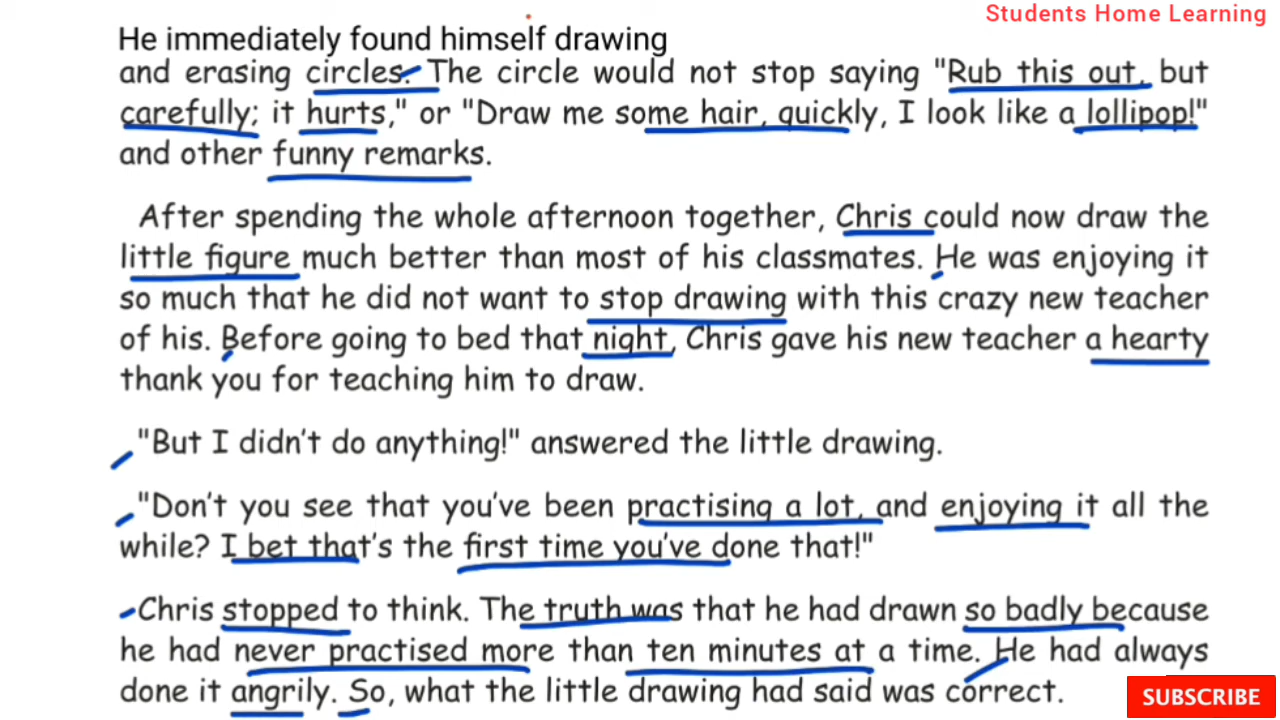 Students Home Learning
He immediately found himself drawing
and erasing circles. The circle would not stop saying "Rub this out, but
carefully; it hurts," or "Draw me some hair, quickly, I look like a lollipop!"
and other funny remarks.
After spending the whole afternoon together, Chris could now draw the
little figure much better than most of his classmates. He was enjoying it
so much that he did not want to stop drawing with this crazy new teacher
of his. Before going to bed that night, Chris gave his new teacher a hearty
thank you for teaching him to draw.
"But I didn't do anything!" answered the little drawing.
"Don't you see that you've been practising a lot, and enjoying it all the
while? I bet that's the first time you've done that!"
Chris stopped to think. The truth was that he had drawn so badly because
he had never practised more than ten minutes at a time. He had always
done it angrily. So, what the little drawing had said was correct.
SUBSCRIBE